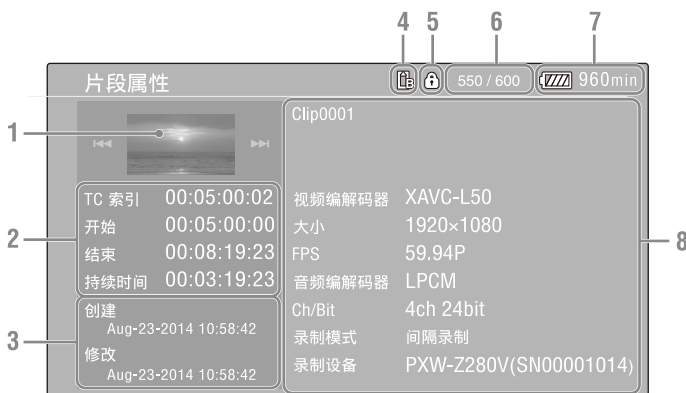 4 5 6 7
片段属性 B 550 / 600 960min
1
Clip0001
TC 索引 00:05:00:02
开始 00:05:00:00
结束 00:08:19:23
持续时间 00:03:19:23
2
创建
Aug-23-2014 10:58:42
修改
Aug-23-2014 10:58:42
3
视频编解码器 XAVC-L50
大小 1920×1080
FPS 59.94P
音频编解码器 LPCM
Ch/Bit 4ch 24bit
录制模式 间隔录制
录制设备 PXW-Z280V(SN00001014)
8